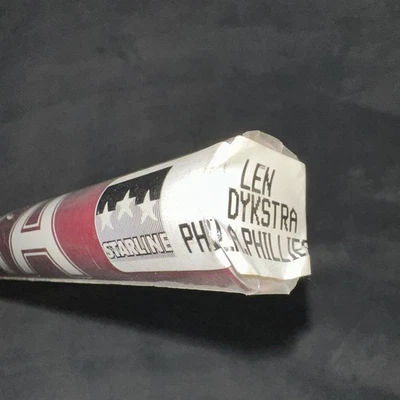 H
STARLINE
LEN
DYKSTRA
PHILA PHILLIES